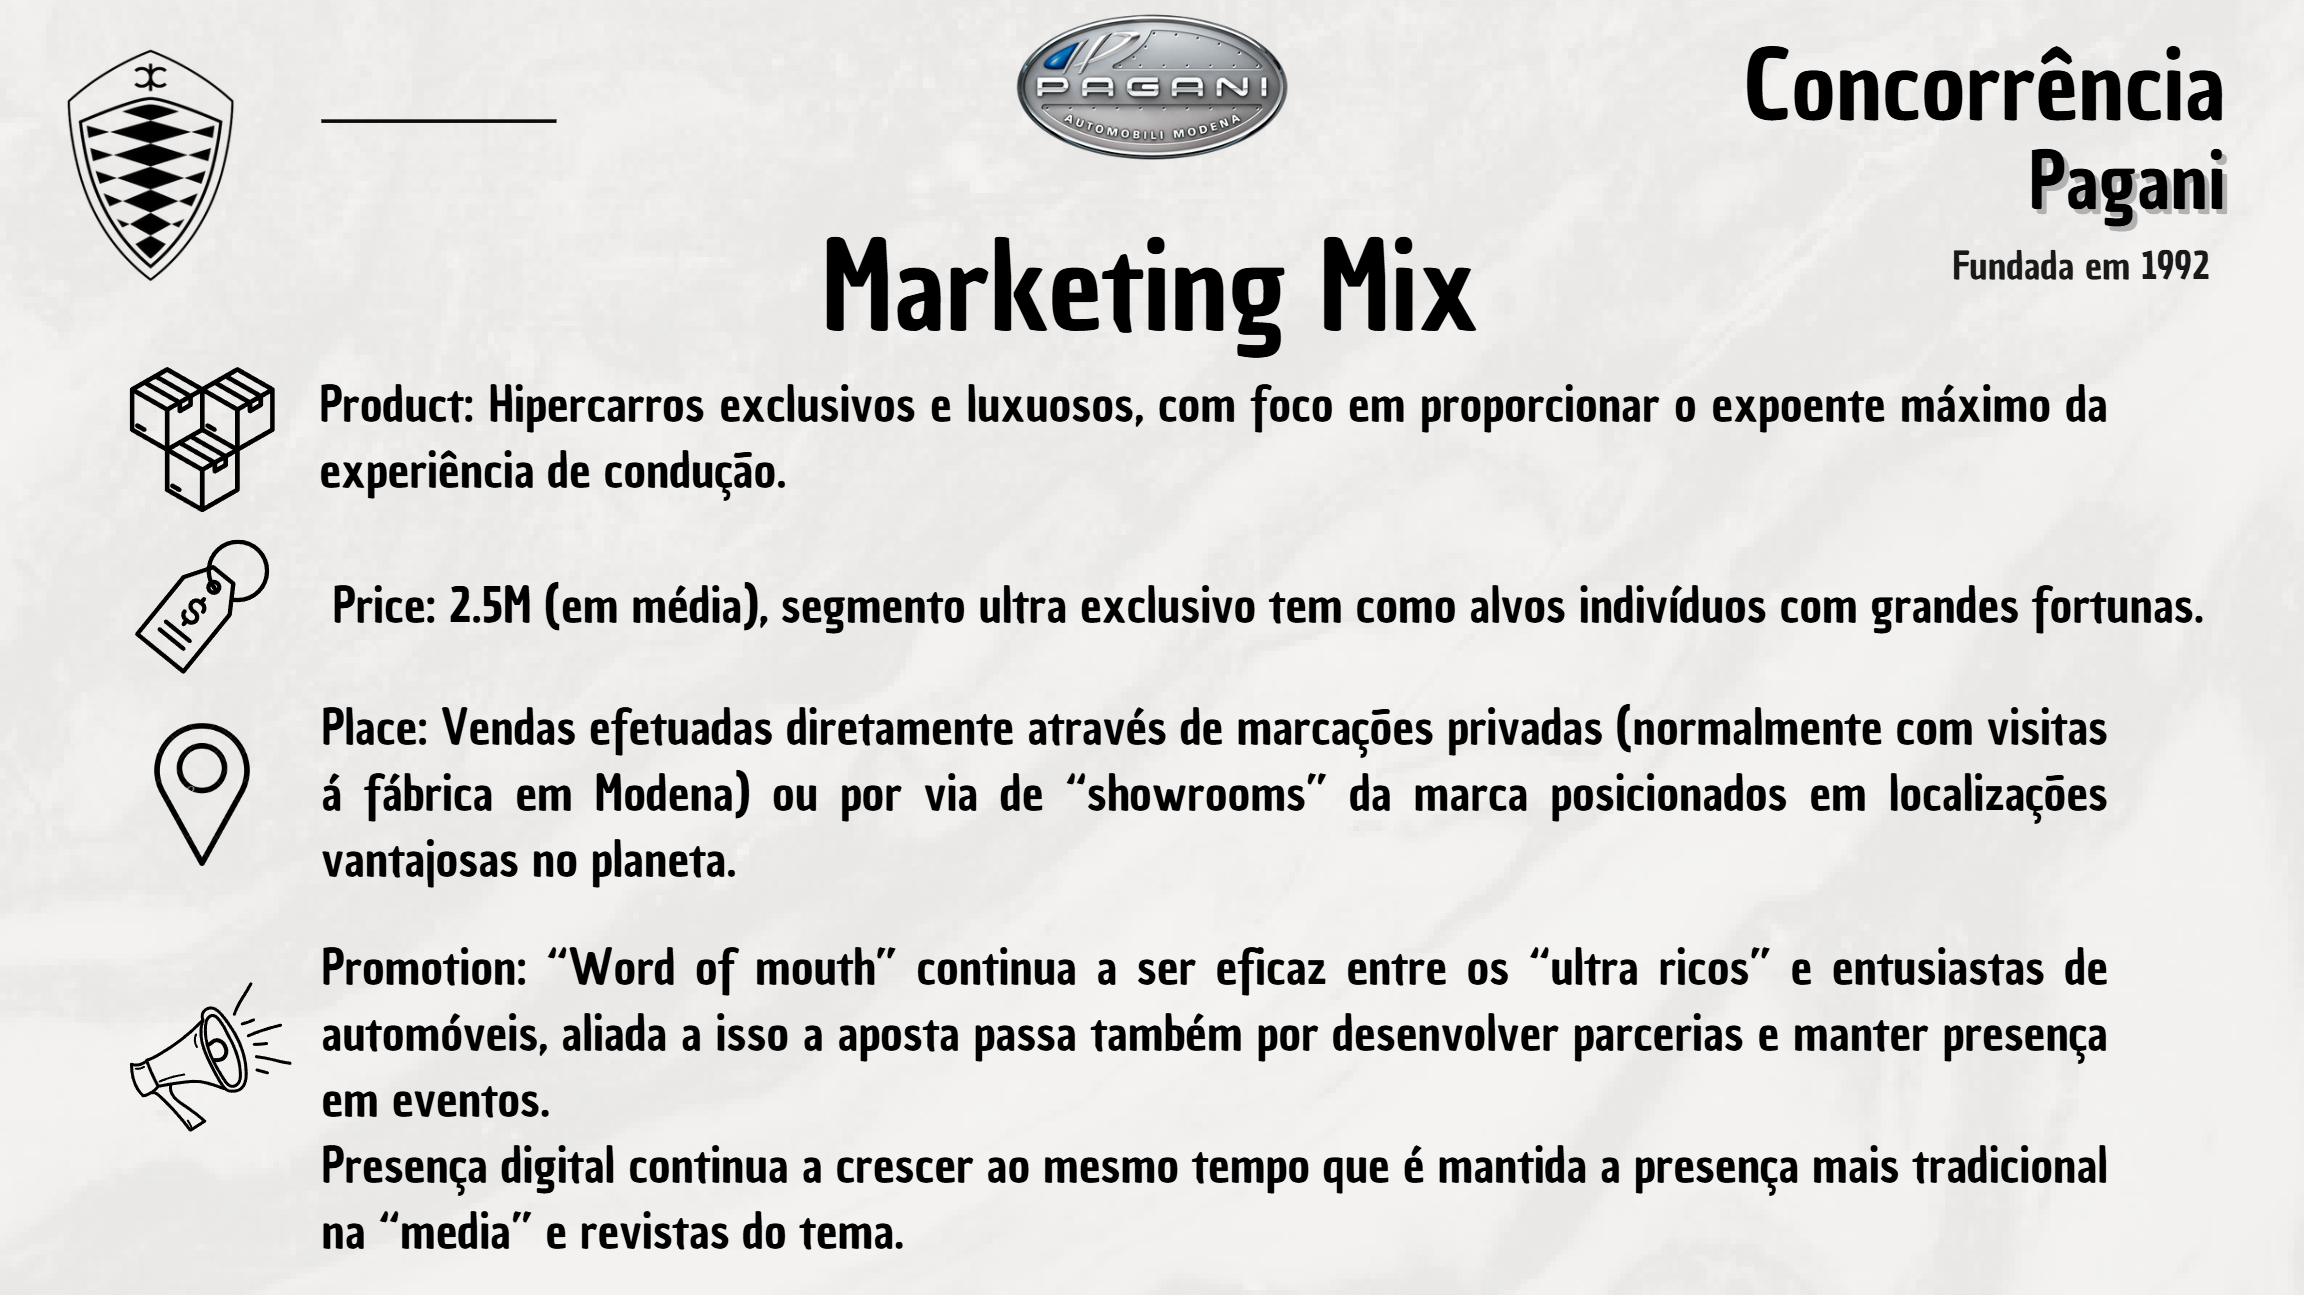 PAGANI
AUTOMOBILI MODENA
Concorrência
Pagani
Fundada em 1992
Marketing Mix
Product: Hipercarros exclusivos e luxuosos, com foco em proporcionar o expoente máximo da
experiência de condução.
$
Price: 2.5M (em média), segmento ultra exclusivo tem como alvos indivíduos com grandes fortunas.
Place: Vendas efetuadas diretamente através de marcações privadas (normalmente com visitas
á fábrica em Modena) ou por via de “showrooms” da marca posicionados em localizações
vantajosas no planeta.
Promotion: “Word of mouth” continua a ser eficaz entre os “ultra ricos” e entusiastas de
automóveis, aliada a isso a aposta passa também por desenvolver parcerias e manter presença
em eventos.
Presença digital continua a crescer ao mesmo tempo que é mantida a presença mais tradicional
na “media” e revistas do tema.